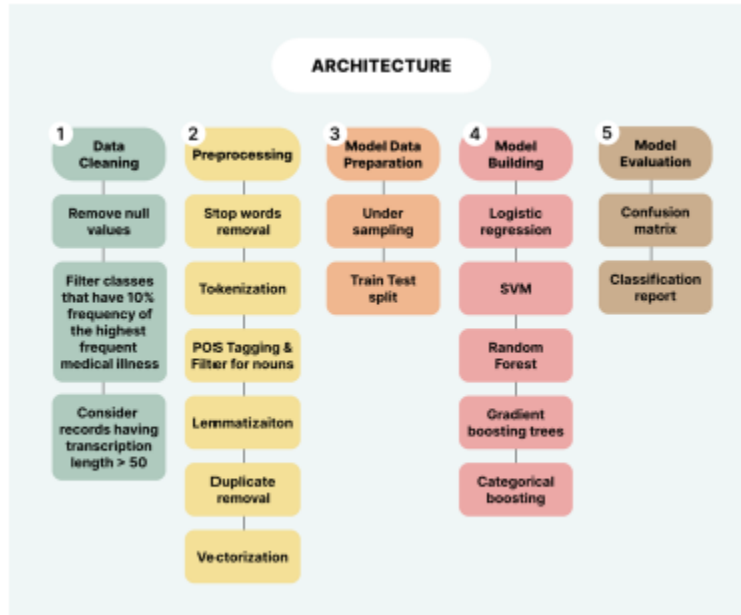 ARCHITECTURE
1
Data
Cleaning
Remove null
values
Filter classes
that have 10%
frequency of
the highest
frequent
medical illness
Consider
records having
transcription
length > 50
2
Preprocessing
Stop words
removal
Tokenization
POS Tagging &
Filter for nouns
Lemmatizaiton
Duplicate
removal
Vectorization
3
Model Data
Preparation
Under
sampling
Train Test
split
4
Model
Building
Logistic
regression
SVM
Random
Forest
Gradient
boosting trees
Categorical
boosting
5
Model
Evaluation
Confusion
matrix
Classification
report